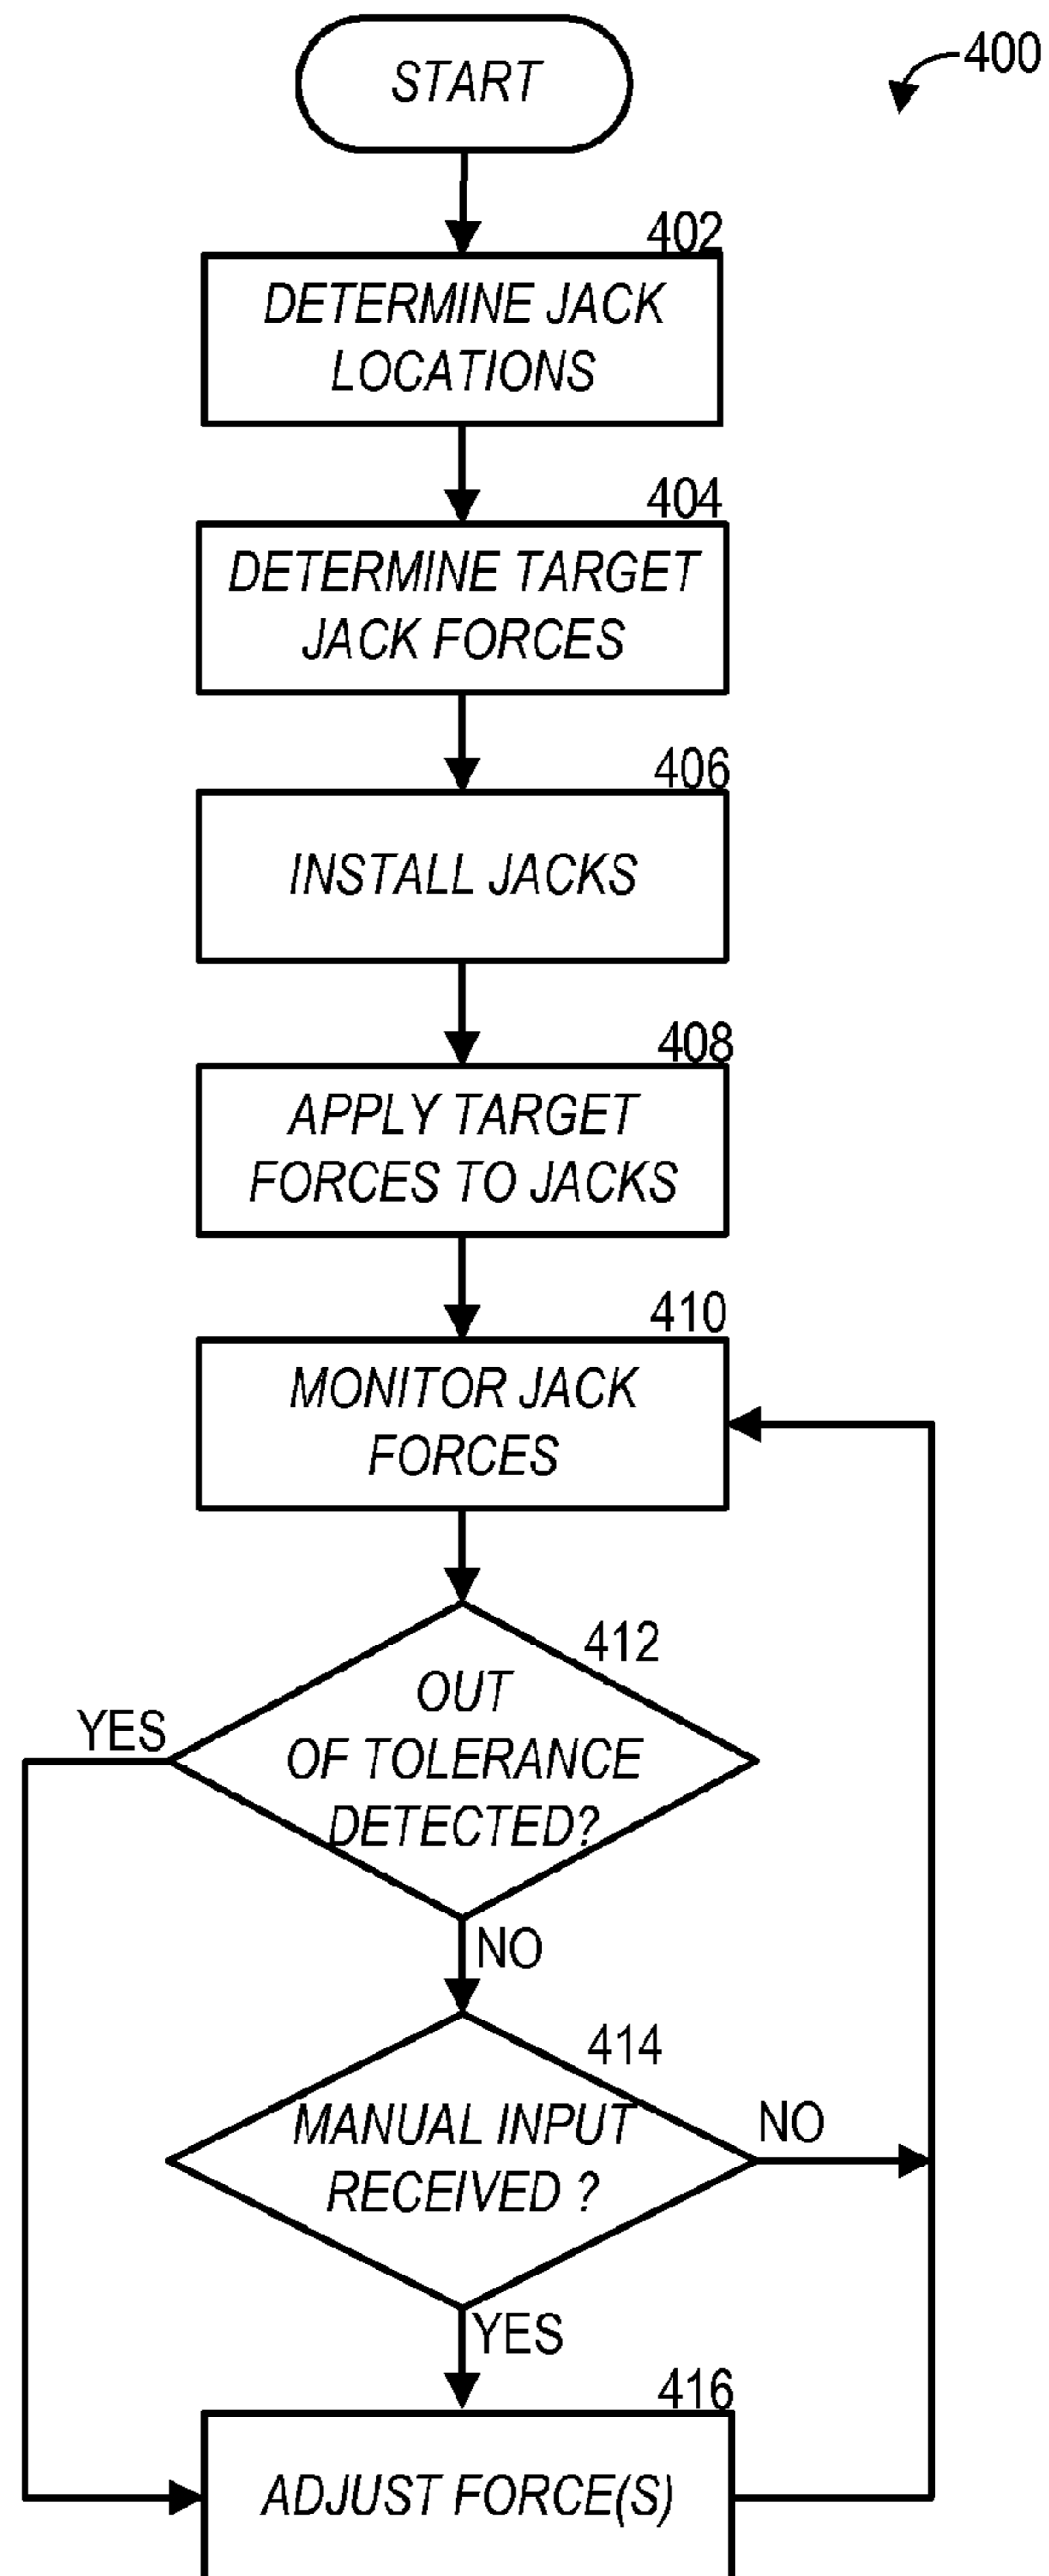 START
400
402
DETERMINE JACK
LOCATIONS
404
DETERMINE TARGET
JACK FORCES
406
INSTALL JACKS
408
APPLY TARGET
FORCES TO JACKS
410
MONITOR JACK
FORCES
412
OUT
OF TOLERANCE
DETECTED?
YES
NO
414
MANUAL INPUT
RECEIVED ?
NO
YES
416
ADJUST FORCE(S)